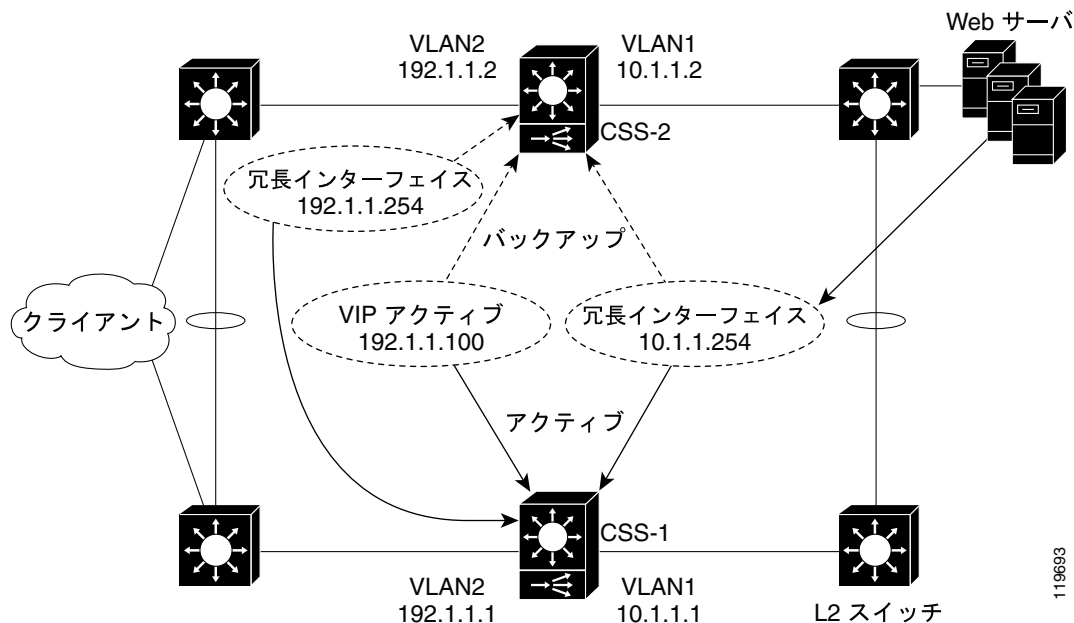 Web サーバ
VLAN2
192.1.1.2
VLAN1
10.1.1.2
CSS-2
冗長インターフェイス
192.1.1.254
バックアップ
クライアント
VIP アクティブ
192.1.1.100
冗長インターフェイス
10.1.1.254
アクティブ
CSS-1
VLAN2
192.1.1.1
VLAN1
10.1.1.1
L2 スイッチ
119693